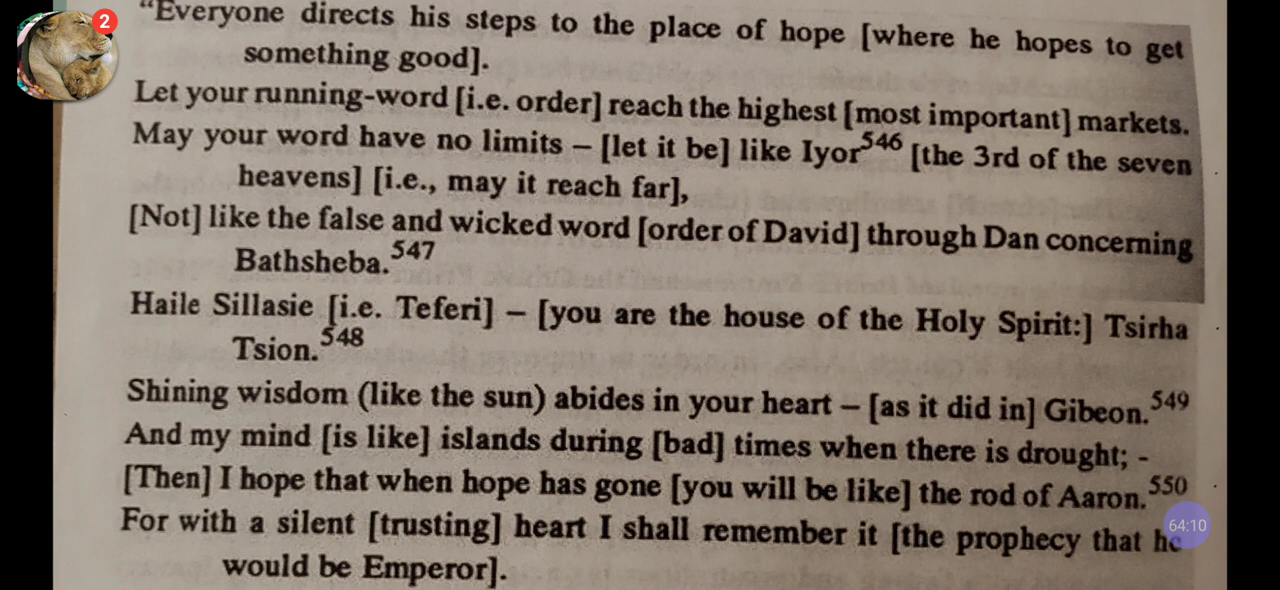 2
“Everyone directs his steps to the place of hope [where he hopes to get
something good].
Let your running-word [i.e. order] reach the highest [most important] markets.
May your word have no limits – [let it be] like Iyor546 [the 3rd of the seven
heavens] [i.e., may it reach far],
[Not] like the false and wicked word [order of David] through Dan concerning
Bathsheba.547
Haile Sillasie [i.e. Teferi] – [you are the house of the Holy Spirit:] Tsirha
Tsion.548
Shining wisdom (like the sun) abides in your heart – [as it did in] Gibeon.549
And my mind [is like] islands during [bad] times when there is drought; -
[Then] I hope that when hope has gone [you will be like] the rod of Aaron.550
For with a silent [trusting] heart I shall remember it [the prophecy that he
would be Emperor].
64:10